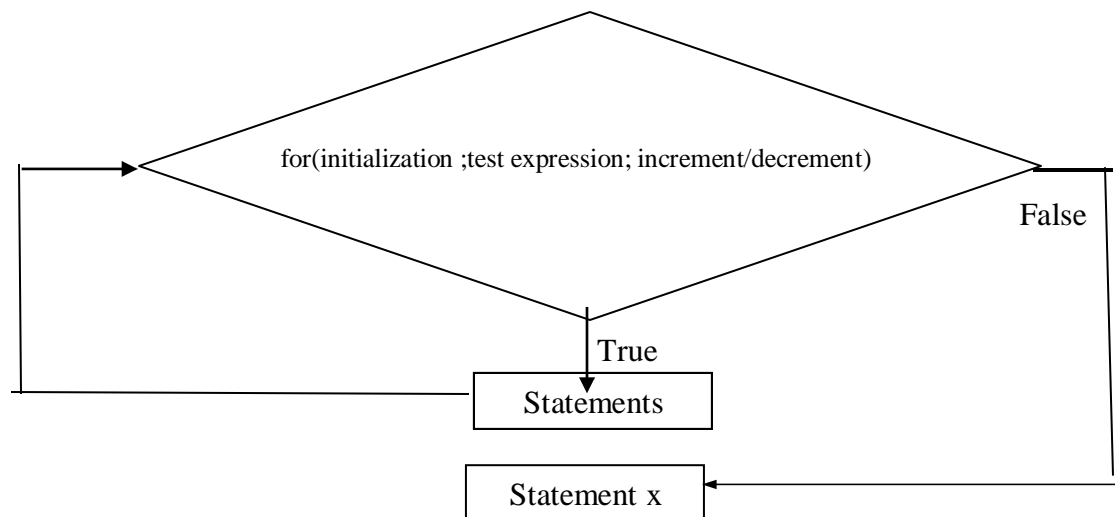 for(initialization ;test expression; increment/decrement)
False
True
Statements
Statement x